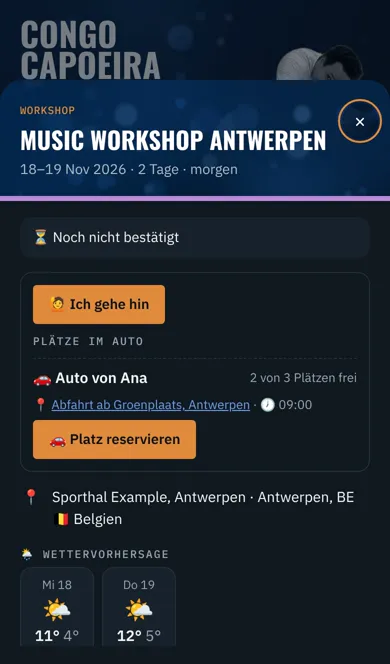 CONGO
CAPOEIRA
WORKSHOP
MUSIC WORKSHOP ANTWERPEN
×
18–19 Nov 2026 · 2 Tage · morgen
⏳ Noch nicht bestätigt
🙋 Ich gehe hin
PLÄTZE IM AUTO
🚗 Auto von Ana 2 von 3 Plätzen frei
📍 Abfahrt ab Groenplaats, Antwerpen · 🕖 09:00
🚗 Platz reservieren
📍 Sporthal Example, Antwerpen · Antwerpen, BE
🇧🇪 Belgien
🌦️ WETTERVORHERSAGE
Mi 18 Do 19
11° 4° 12° 5°